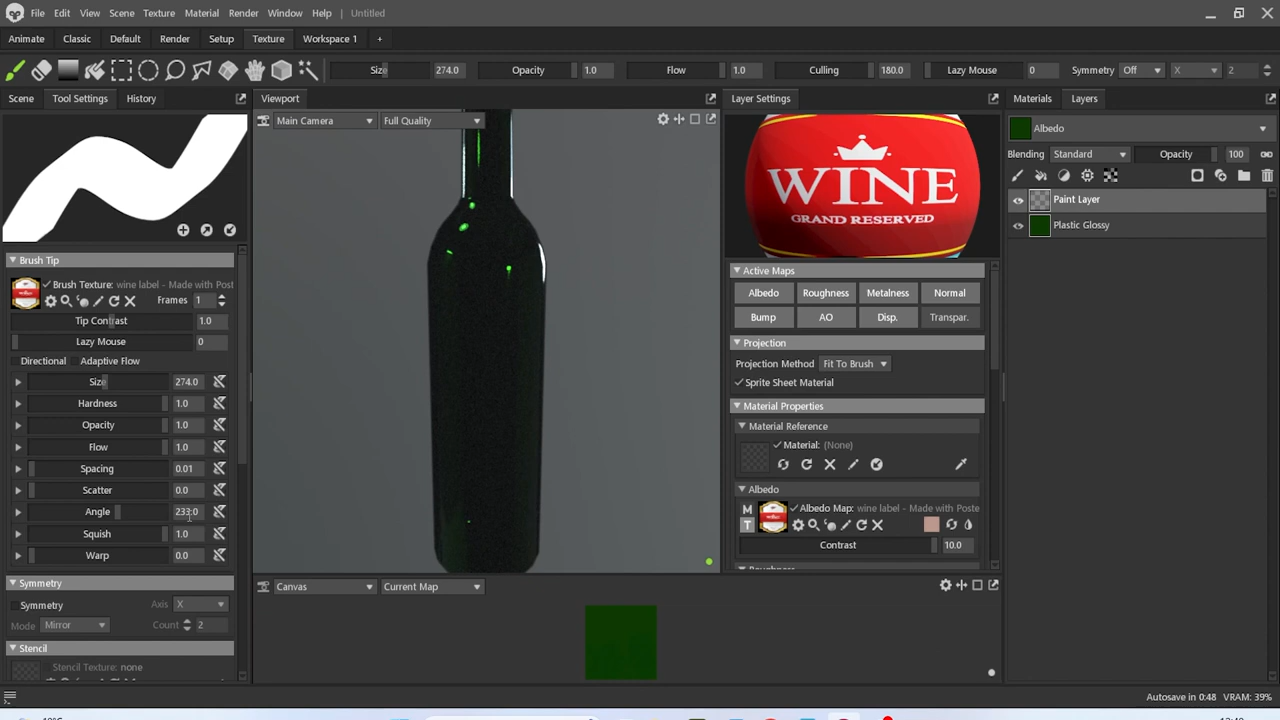 File Edit View Scene Texture Material Render Window Help Untitled
Animate Classic Default Render Setup Texture Workspace 1 +
Size 274.0 Opacity 1.0 Flow 1.0 Culling 180.0 Lazy Mouse 0 Symmetry Off X 2
Scene Tool Settings History Viewport Layer Settings Materials Layers
Main Camera Full Quality
Albedo
Blending Standard Opacity 100
WINE
GRAND RESERVED
Paint Layer
Plastic Glossy
Brush Tip
Brush Texture: wine label - Made with Post
Frames 1
Tip Contrast 1.0
Lazy Mouse 0
Directional Adaptive Flow
Size 274.0
Hardness 1.0
Opacity 1.0
Flow 1.0
Spacing 0.01
Scatter 0.0
Angle 233.0
Squish 1.0
Warp 0.0
Symmetry
Symmetry Axis X
Mode Mirror Count 2
Stencil
Stencil Texture: none
Active Maps
Albedo Roughness Metalness Normal
Bump AO Disp. Transpar.
Projection
Projection Method Fit To Brush
Sprite Sheet Material
Material Properties
Material Reference
Material: (None)
Albedo
M
T
Albedo Map: wine label - Made with Poste
Contrast 10.0
Canvas Current Map
Autosave in 0:48 VRAM: 39%